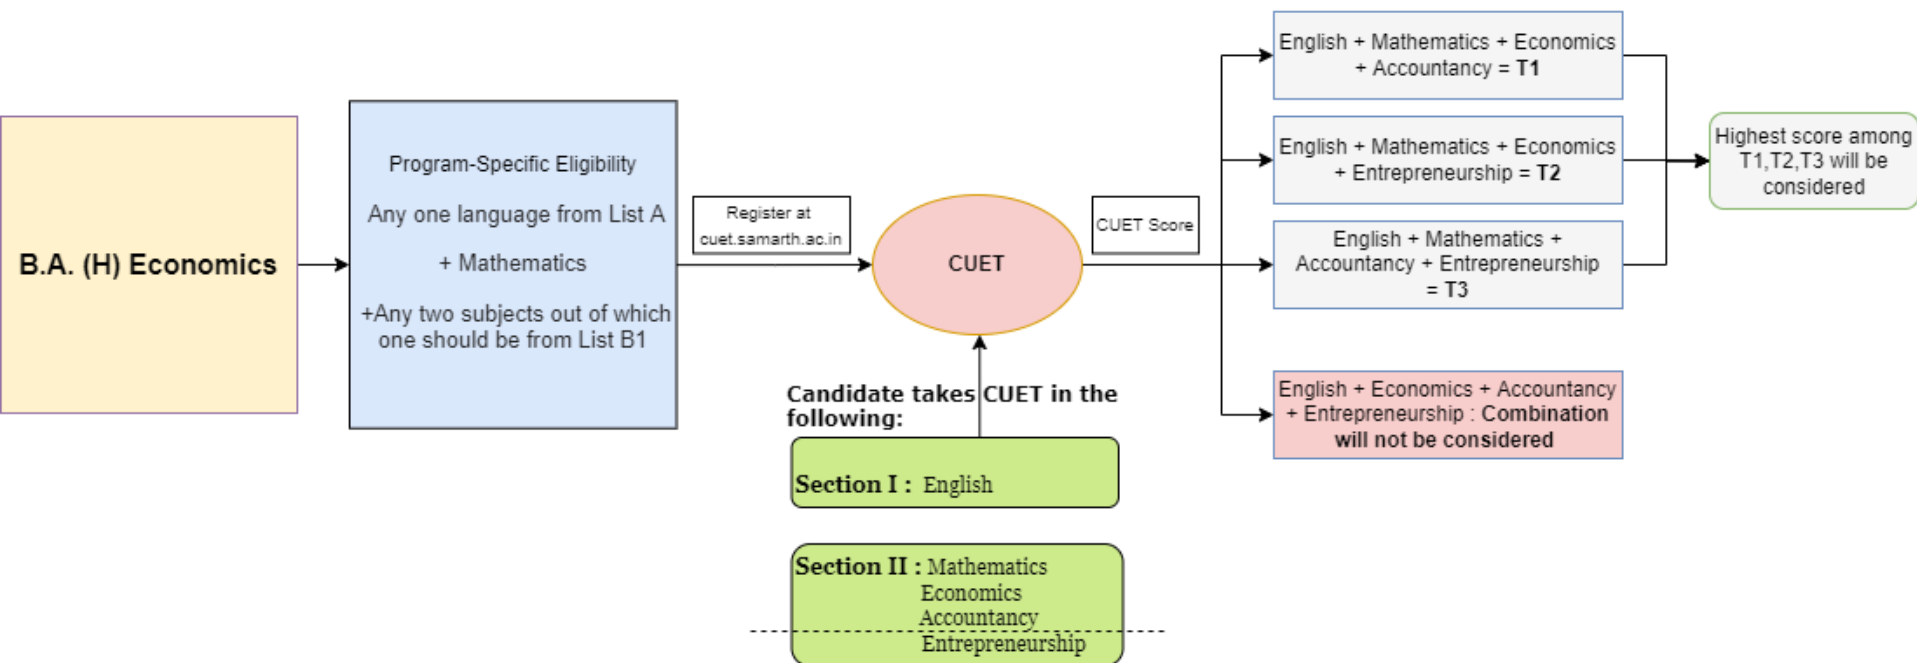 B.A. (H) Economics
Program-Specific Eligibility
Any one language from List A
+ Mathematics
+Any two subjects out of which
one should be from List B1
Register at
cuet.samarth.ac.in
CUET
Candidate takes CUET in the
following:
Section I : English
Section II : Mathematics
Economics
Accountancy
Entrepreneurship
CUET Score
English + Mathematics + Economics
+ Accountancy = T1
English + Mathematics + Economics
+ Entrepreneurship = T2
English + Mathematics +
Accountancy + Entrepreneurship
= T3
English + Economics + Accountancy
+ Entrepreneurship : Combination
will not be considered
Highest score among
T1,T2,T3 will be
considered